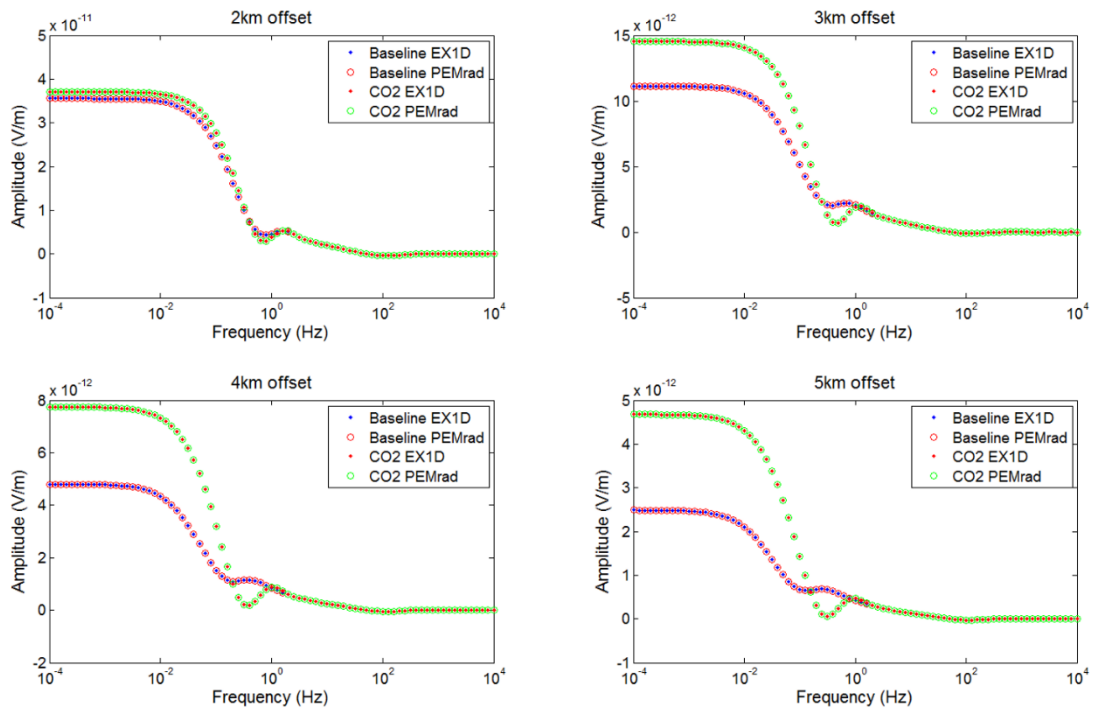 2km offset
x 10^-11
5
4
3
2
1
0
-1
Amplitude (V/m)
Baseline EX1D
Baseline PEMrad
CO2 EX1D
CO2 PEMrad
10^-4 10^-2 10^0 10^2 10^4
Frequency (Hz)
3km offset
x 10^-12
15
10
5
0
-5
Amplitude (V/m)
Baseline EX1D
Baseline PEMrad
CO2 EX1D
CO2 PEMrad
10^-4 10^-2 10^0 10^2 10^4
Frequency (Hz)
4km offset
x 10^-12
8
6
4
2
0
-2
Amplitude (V/m)
Baseline EX1D
Baseline PEMrad
CO2 EX1D
CO2 PEMrad
10^-4 10^-2 10^0 10^2 10^4
Frequency (Hz)
5km offset
x 10^-12
5
4
3
2
1
0
-1
Amplitude (V/m)
Baseline EX1D
Baseline PEMrad
CO2 EX1D
CO2 PEMrad
10^-4 10^-2 10^0 10^2 10^4
Frequency (Hz)